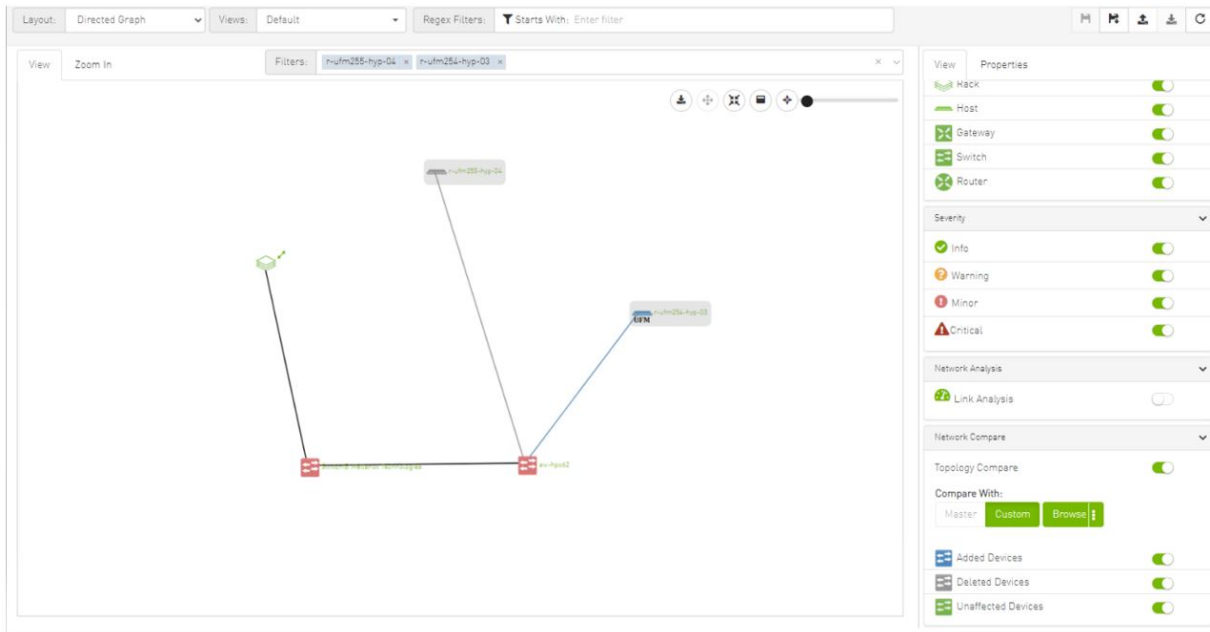 Layout: Directed Graph Views: Default Regex Filters: Starts With: Enter filter
View Zoom In Filters: r-ufm255-hyp-04 × r-ufm254-hyp-03 ×
r-ufm255-hyp-04
r-ufm254-hyp-03
UFM
technologies
sw-hpc62
View Properties
Rack
Host
Gateway
Switch
Router
Severity
Info
Warning
Minor
Critical
Network Analysis
Link Analysis
Network Compare
Topology Compare
Compare With:
Master Custom Browse
Added Devices
Deleted Devices
Unaffected Devices